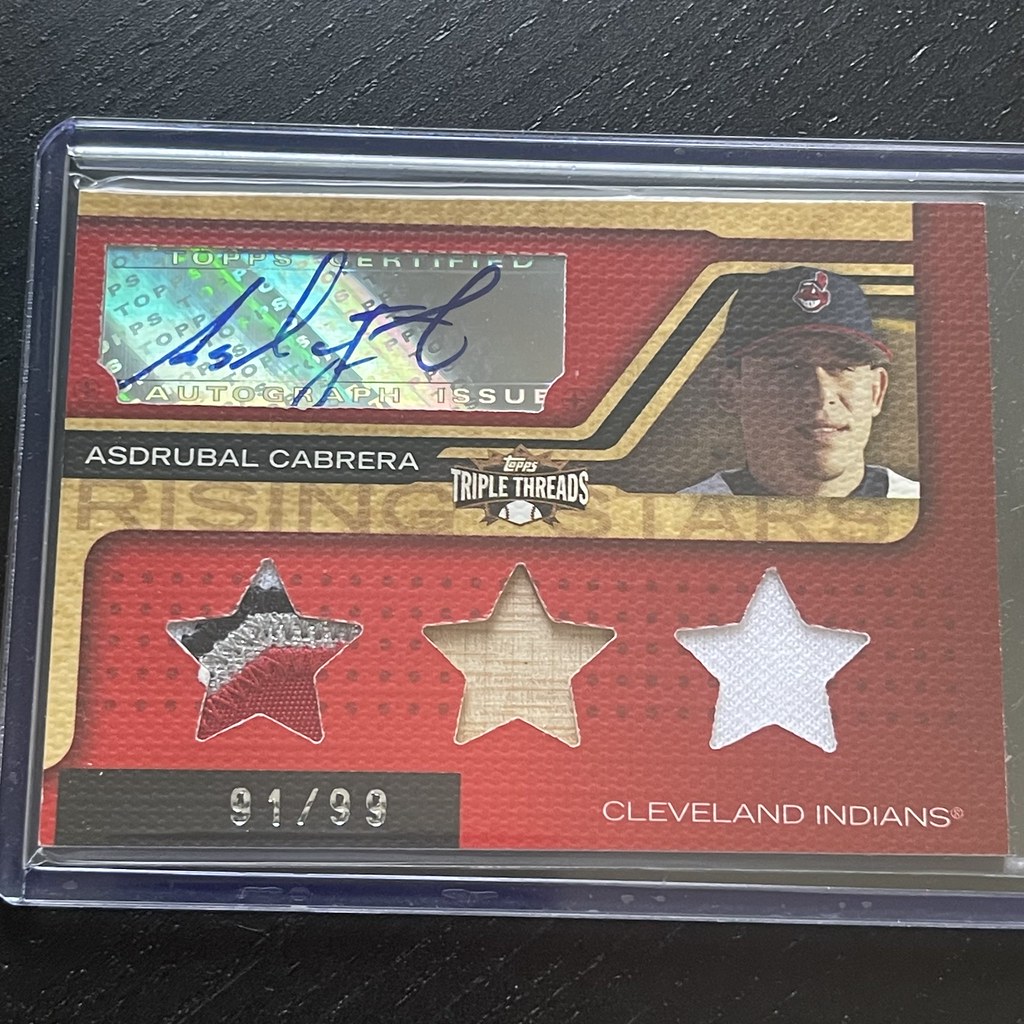 TOPPS CERTIFIED
AUTOGRAPH ISSUE
ASDRUBAL CABRERA
Topps
TRIPLE THREADS
RISING STARS
91/99
CLEVELAND INDIANS®